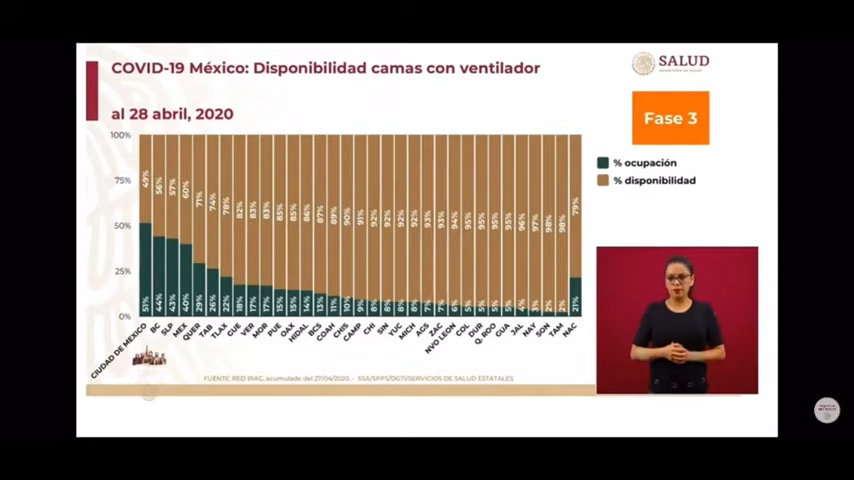 COVID-19 México: Disponibilidad camas con ventilador
al 28 abril, 2020
SALUD
SECRETARÍA DE SALUD
Fase 3
% ocupación
% disponibilidad
100%
75%
50%
25%
0%
49% 56% 57% 60% 71% 74% 78% 82% 83% 83% 85% 85% 86% 87% 89% 90% 91% 92% 92% 92% 92% 93% 93% 94% 95% 95% 95% 95% 96% 97% 98% 98% 79%
51% 44% 43% 40% 29% 26% 22% 18% 17% 17% 15% 15% 14% 13% 11% 10% 9% 8% 8% 8% 8% 7% 7% 6% 5% 5% 5% 5% 4% 3% 2% 2% 21%
CIUDAD DE MEXICO BC SLP MEX QUER TAB TLAX GUE VER MOR PUE OAX HIDAL BCS COAH CHIS CAMP CHI SIN YUC MICH AGS ZAC NVO LEON COL DUR Q. ROO GUA JAL NAY SON TAM NAC
FUENTE: RED IRAG, acumulado del 27/04/2020. - SSA/SPPS/DGTI/SERVICIOS DE SALUD ESTATALES
MÉXICO